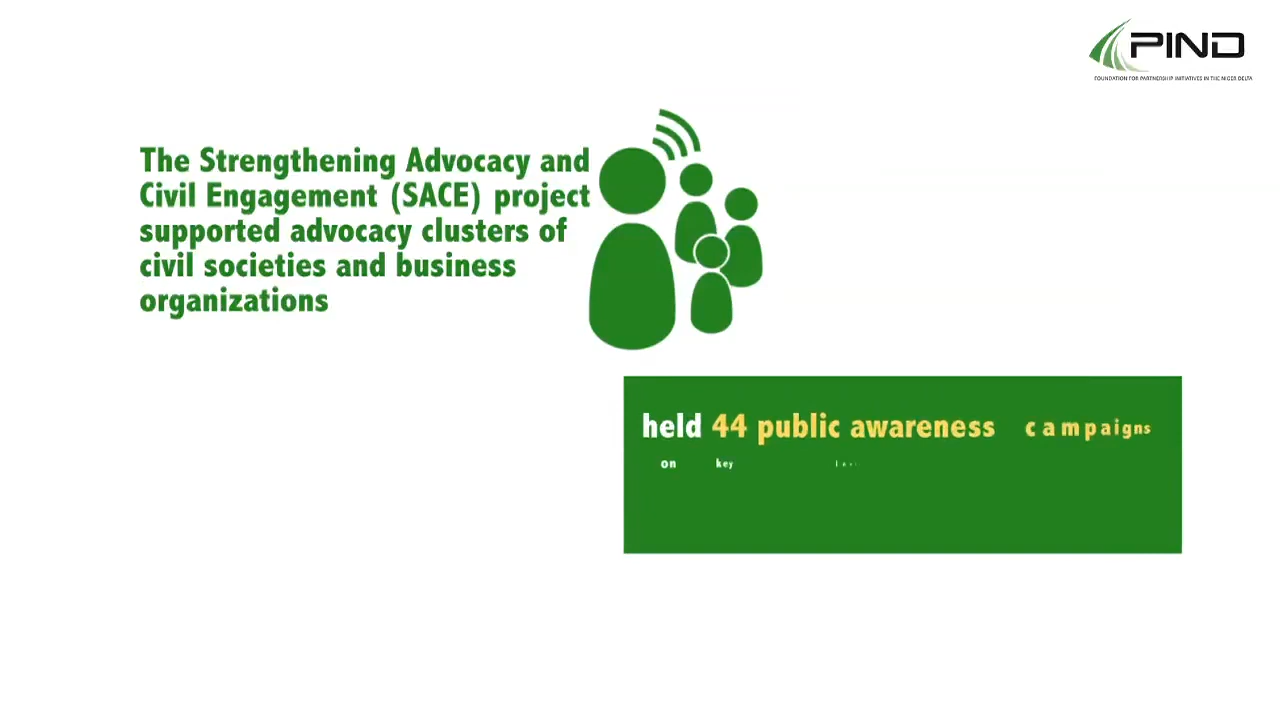 PIND
FOUNDATION FOR PARTNERSHIP INITIATIVES IN THE NIGER DELTA
The Strengthening Advocacy and
Civil Engagement (SACE) project
supported advocacy clusters of
civil societies and business
organizations
held 44 public awareness campaigns
on key